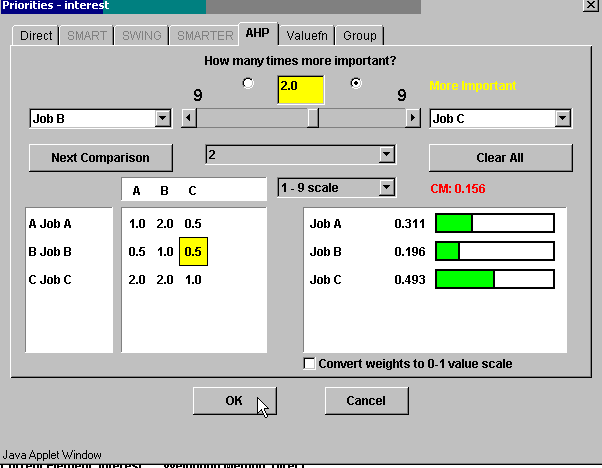 Priorities - interest
Direct SMART SWING SMARTER AHP Valuefn Group
How many times more important?
9 2.0 9 More Important
Job B Job C
Next Comparison 2 Clear All
A B C 1 - 9 scale CM: 0.156
A Job A 1.0 2.0 0.5 Job A 0.311
B Job B 0.5 1.0 0.5 Job B 0.196
C Job C 2.0 2.0 1.0 Job C 0.493
Convert weights to 0-1 value scale
OK Cancel
Java Applet Window